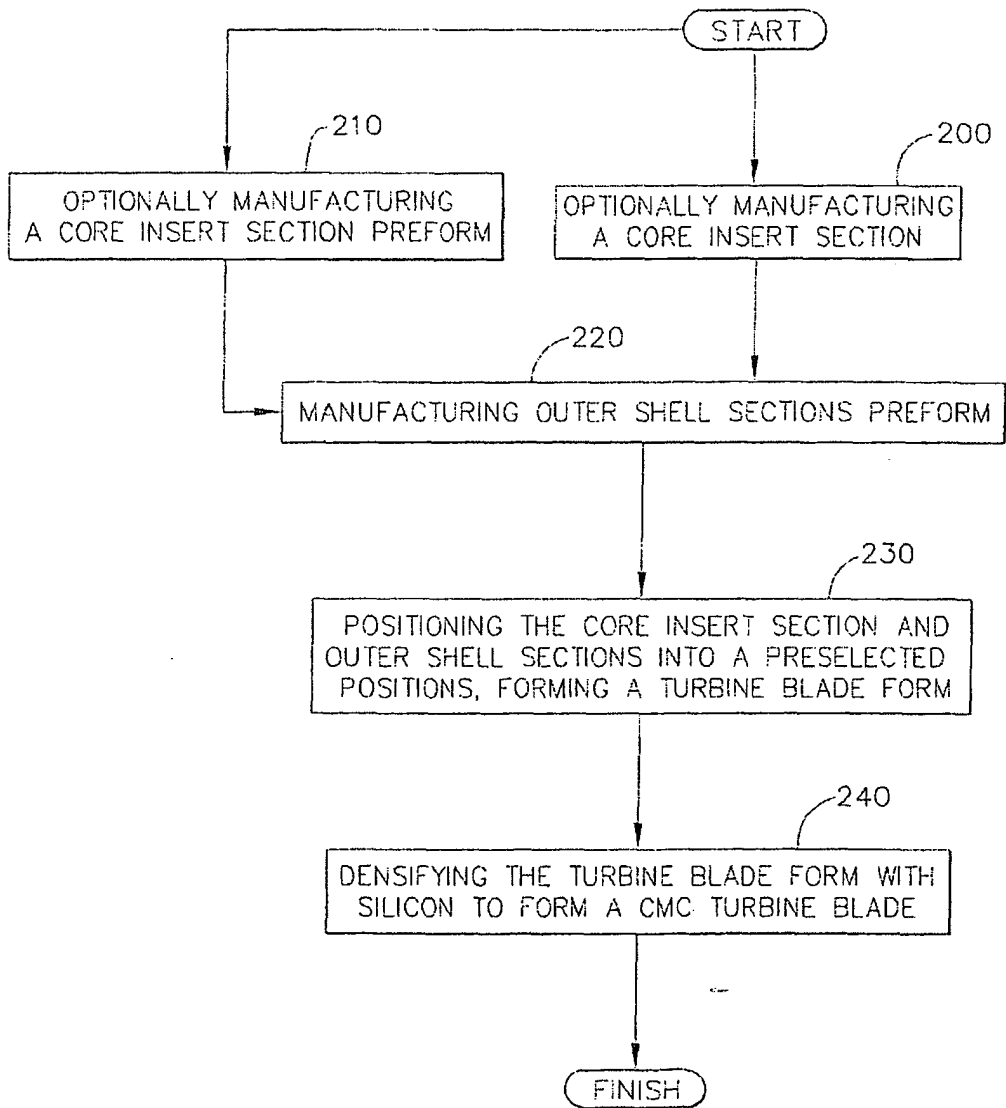 START
210
200
OPTIONALLY MANUFACTURING
A CORE INSERT SECTION PREFORM
OPTIONALLY MANUFACTURING
A CORE INSERT SECTION
220
MANUFACTURING OUTER SHELL SECTIONS PREFORM
230
POSITIONING THE CORE INSERT SECTION AND
OUTER SHELL SECTIONS INTO A PRESELECTED
POSITIONS, FORMING A TURBINE BLADE FORM
240
DENSIFYING THE TURBINE BLADE FORM WITH
SILICON TO FORM A CMC TURBINE BLADE
FINISH